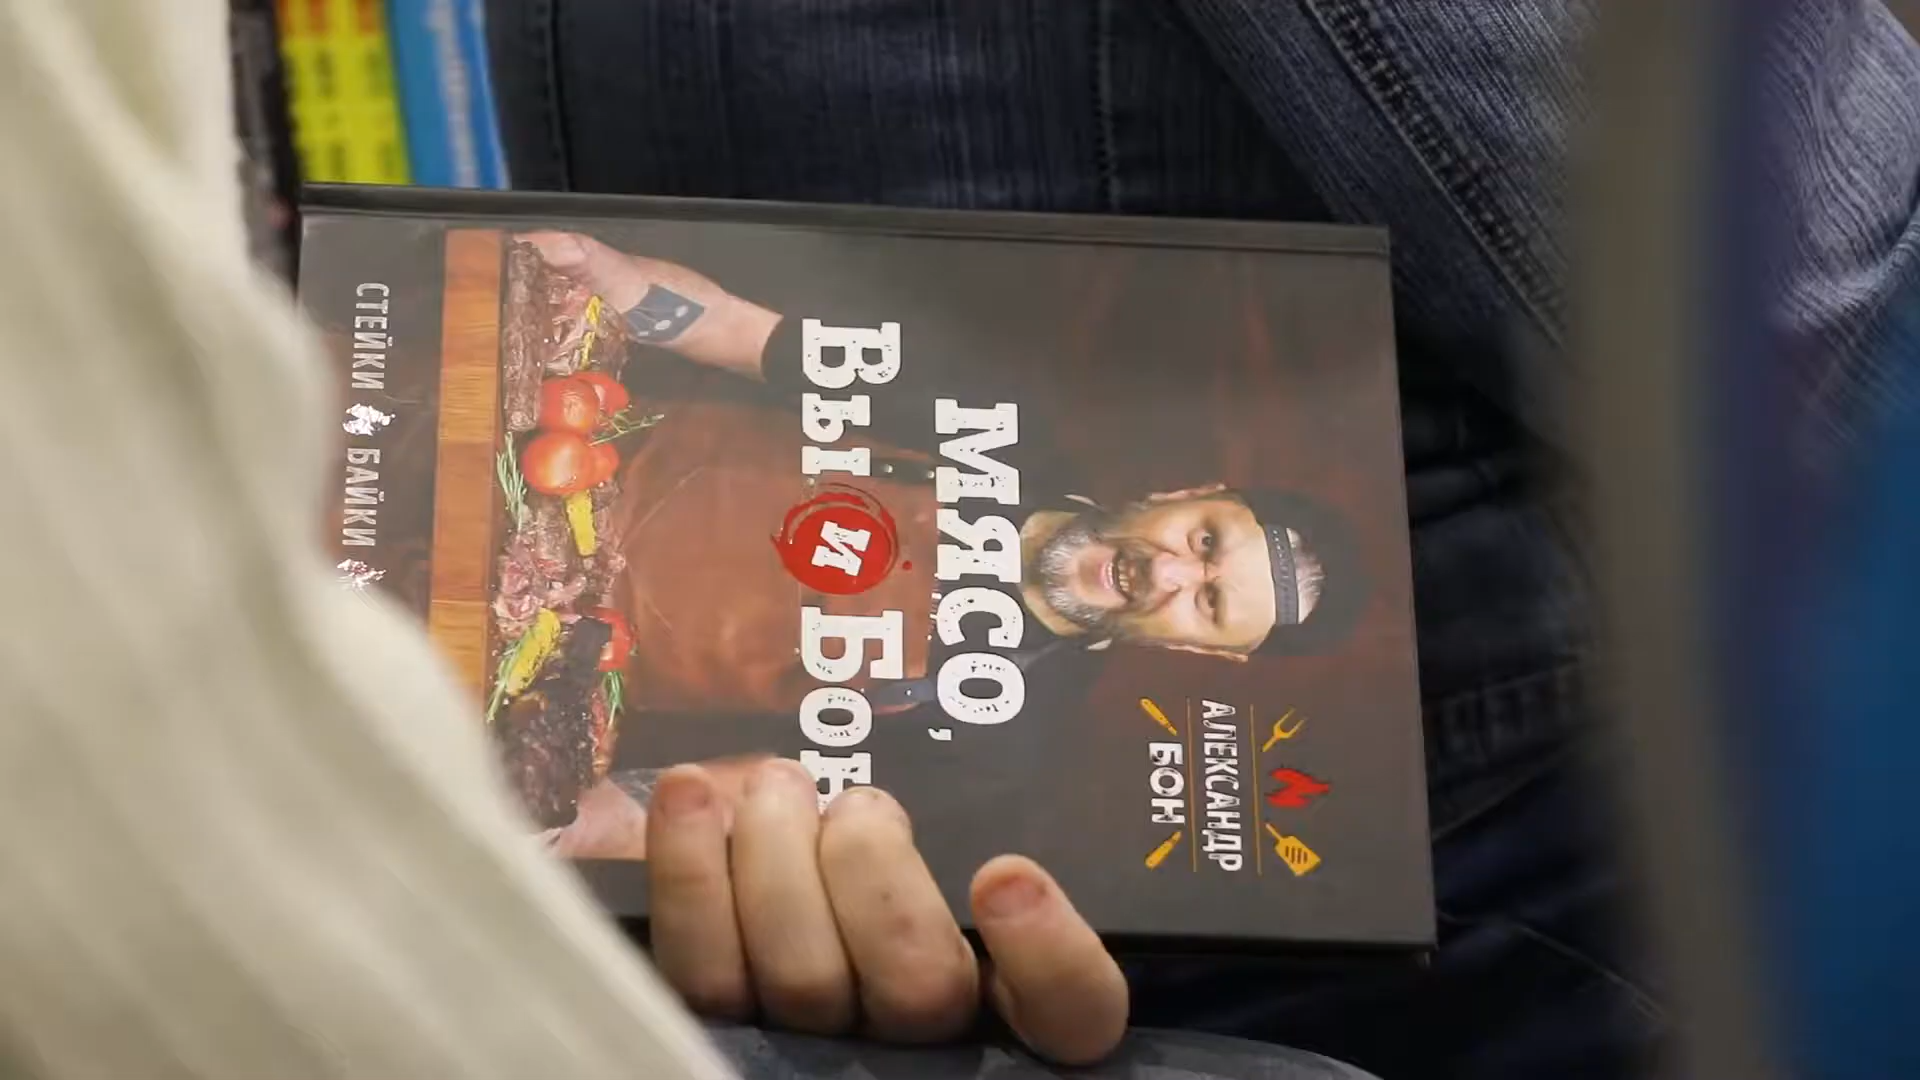 АЛЕКСАНДР
БОН
МЯСО,
ВЫ И БОН
СТЕЙКИ БАЙКИ